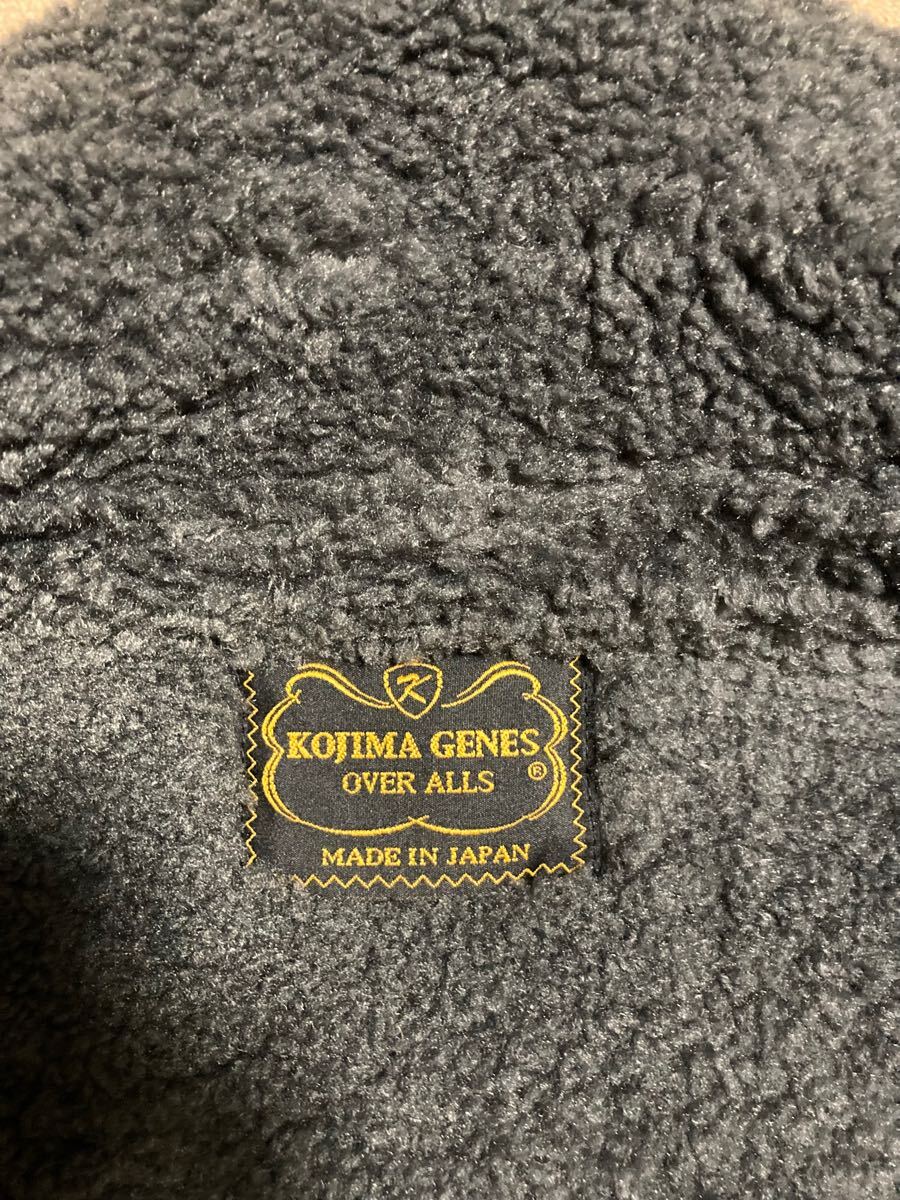 K
KOJIMA GENES
OVER ALLS ®
MADE IN JAPAN